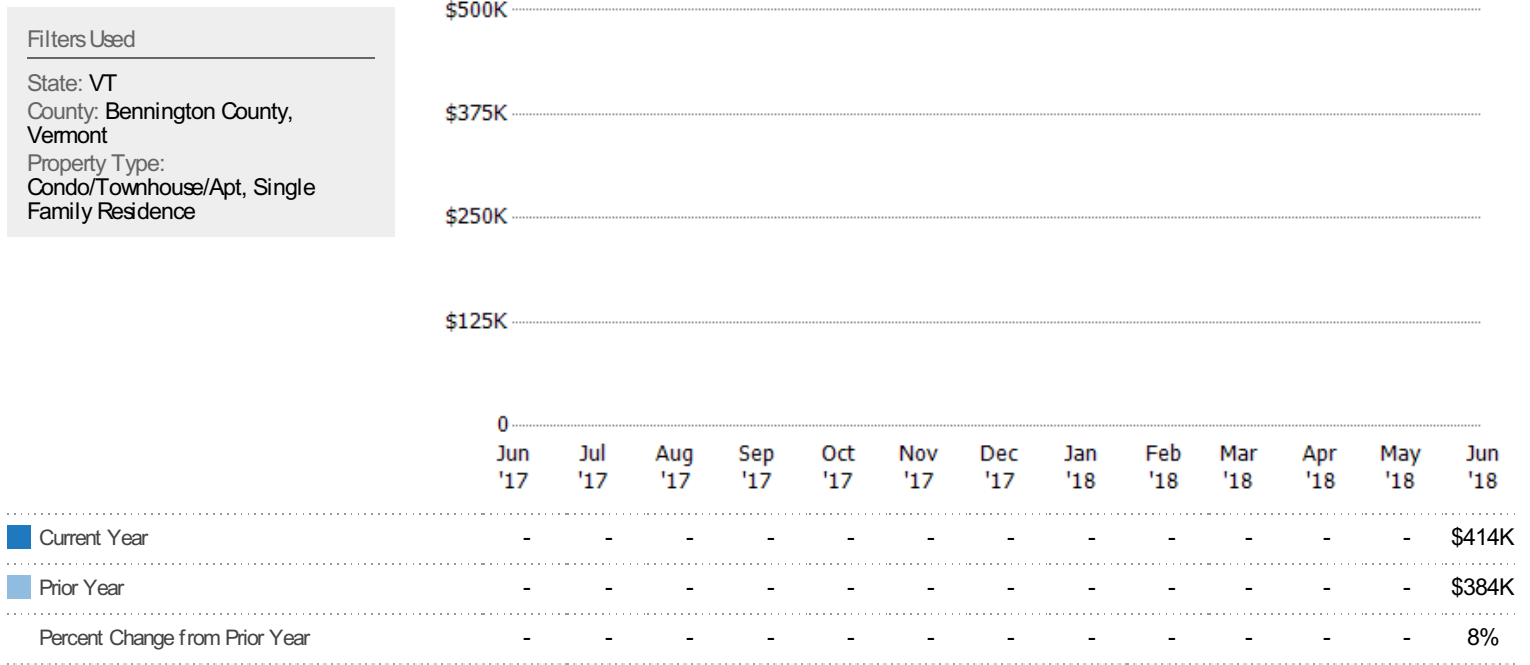 Filters Used
State: VT
County: Bennington County,
Vermont
Property Type:
Condo/Townhouse/Apt, Single
Family Residence
$500K
$375K
$250K
$125K
0
Jun Jul Aug Sep Oct Nov Dec Jan Feb Mar Apr May Jun
'17 '17 '17 '17 '17 '17 '17 '18 '18 '18 '18 '18 '18
Current Year - - - - - - - - - - - - $414K
Prior Year - - - - - - - - - - - - $384K
Percent Change from Prior Year - - - - - - - - - - - - 8%